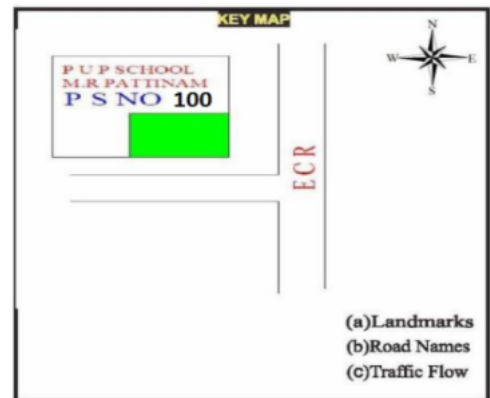 KEY MAP
N
W E
S
P U P SCHOOL
M.R PATTINAM
P S NO 100
ECR
(a)Landmarks
(b)Road Names
(c)Traffic Flow